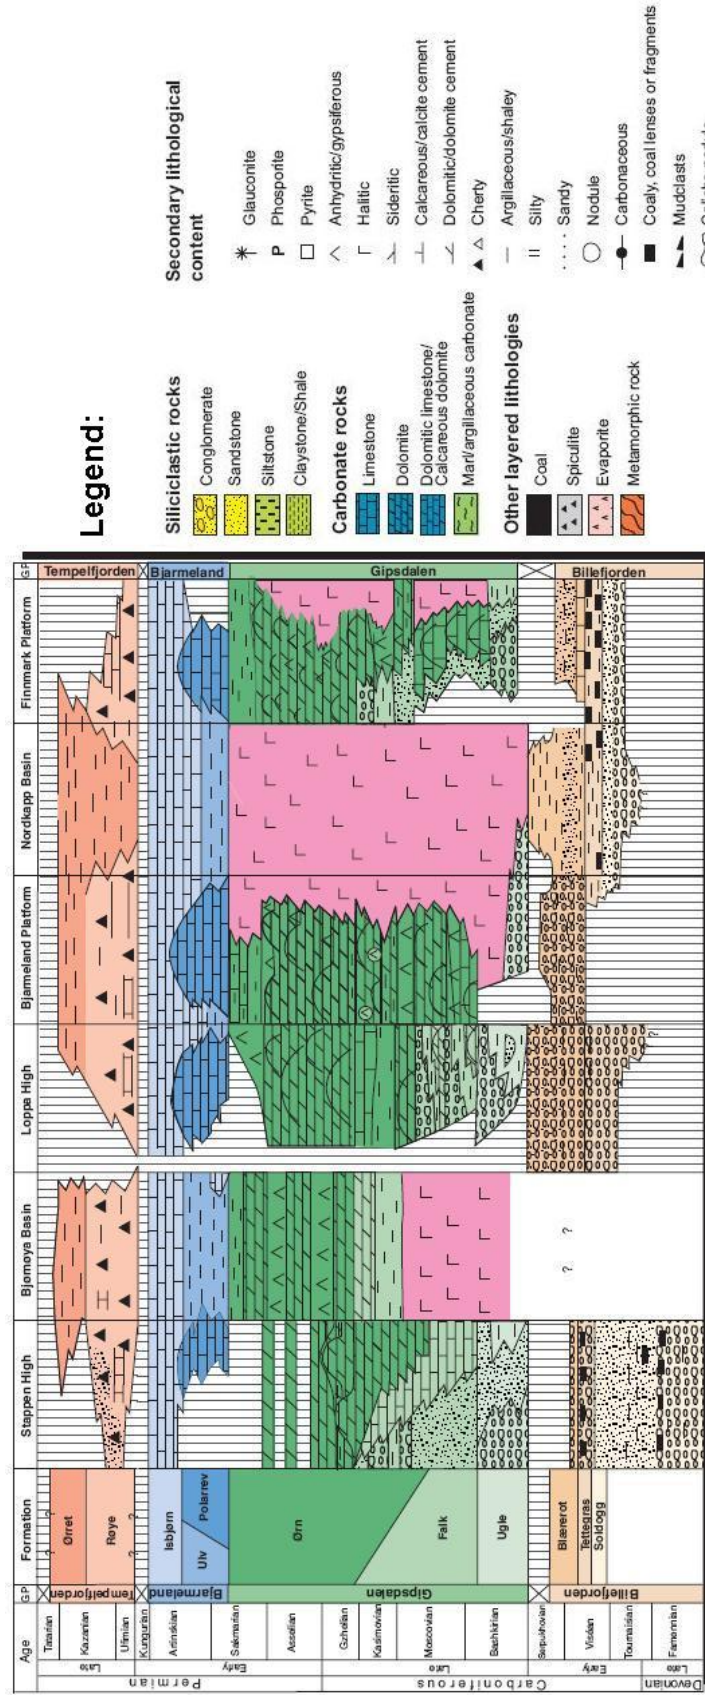 Age
GP
Formation
Stappen High
Bjørnøya Basin
Loppa High
Bjarmeland Platform
Nordkapp Basin
Finnmark Platform
GP
Permian
Late
Early
Carboniferous
Late
Early
Devonian
Late
Tatarian
Kazanian
Ufimian
Kungurian
Artinskian
Sakmarian
Asselian
Gzhelian
Kasimovian
Moscovian
Bashkirian
Serpukhovian
Viséan
Tournaisian
Famennian
Tempelfjorden
Bjarmeland
Gipsdalen
Billefjorden
Ørret
Røye
Isbjørn
Ulv
Polarrev
Ørn
Falk
Ugle
Blærerot
Tettegras
Soldogg
? ?
? ?
? ?
?
?
Tempelfjorden
Bjarmeland
Gipsdalen
Billefjorden
Legend:
Siliciclastic rocks
Conglomerate
Sandstone
Siltstone
Claystone/Shale
Carbonate rocks
Limestone
Dolomite
Dolomitic limestone/
Calcareous dolomite
Marl/argillaceous carbonate
Other layered lithologies
Coal
Spiculite
Evaporite
Metamorphic rock
Secondary lithological
content
Glauconite
P Phosporite
Pyrite
Anhydritic/gypsiferous
Halitic
Sideritic
Calcareous/calcite cement
Dolomitic/dolomite cement
Cherty
Argillaceous/shaley
Silty
Sandy
Nodule
Carbonaceous
Coaly, coal lenses or fragments
Mudclasts